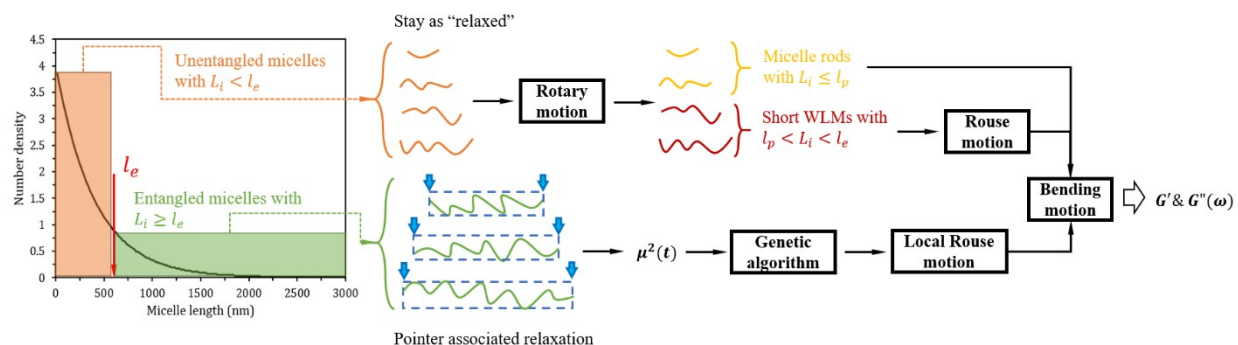 Stay as “relaxed”
4.5
4
3.5
3
2.5
2
1.5
1
0.5
0
Number density
0
500
1000
1500
2000
2500
3000
Micelle length (nm)
Unentangled micelles
with L_i < l_e
l_e
Entangled micelles with
L_i ≥ l_e
Rotary
motion
Micelle rods
with L_i ≤ l_p
Short WLMs with
l_p < L_i < l_e
Rouse
motion
Bending
motion
G' & G"(ω)
μ²(t)
Genetic
algorithm
Local Rouse
motion
Pointer associated relaxation